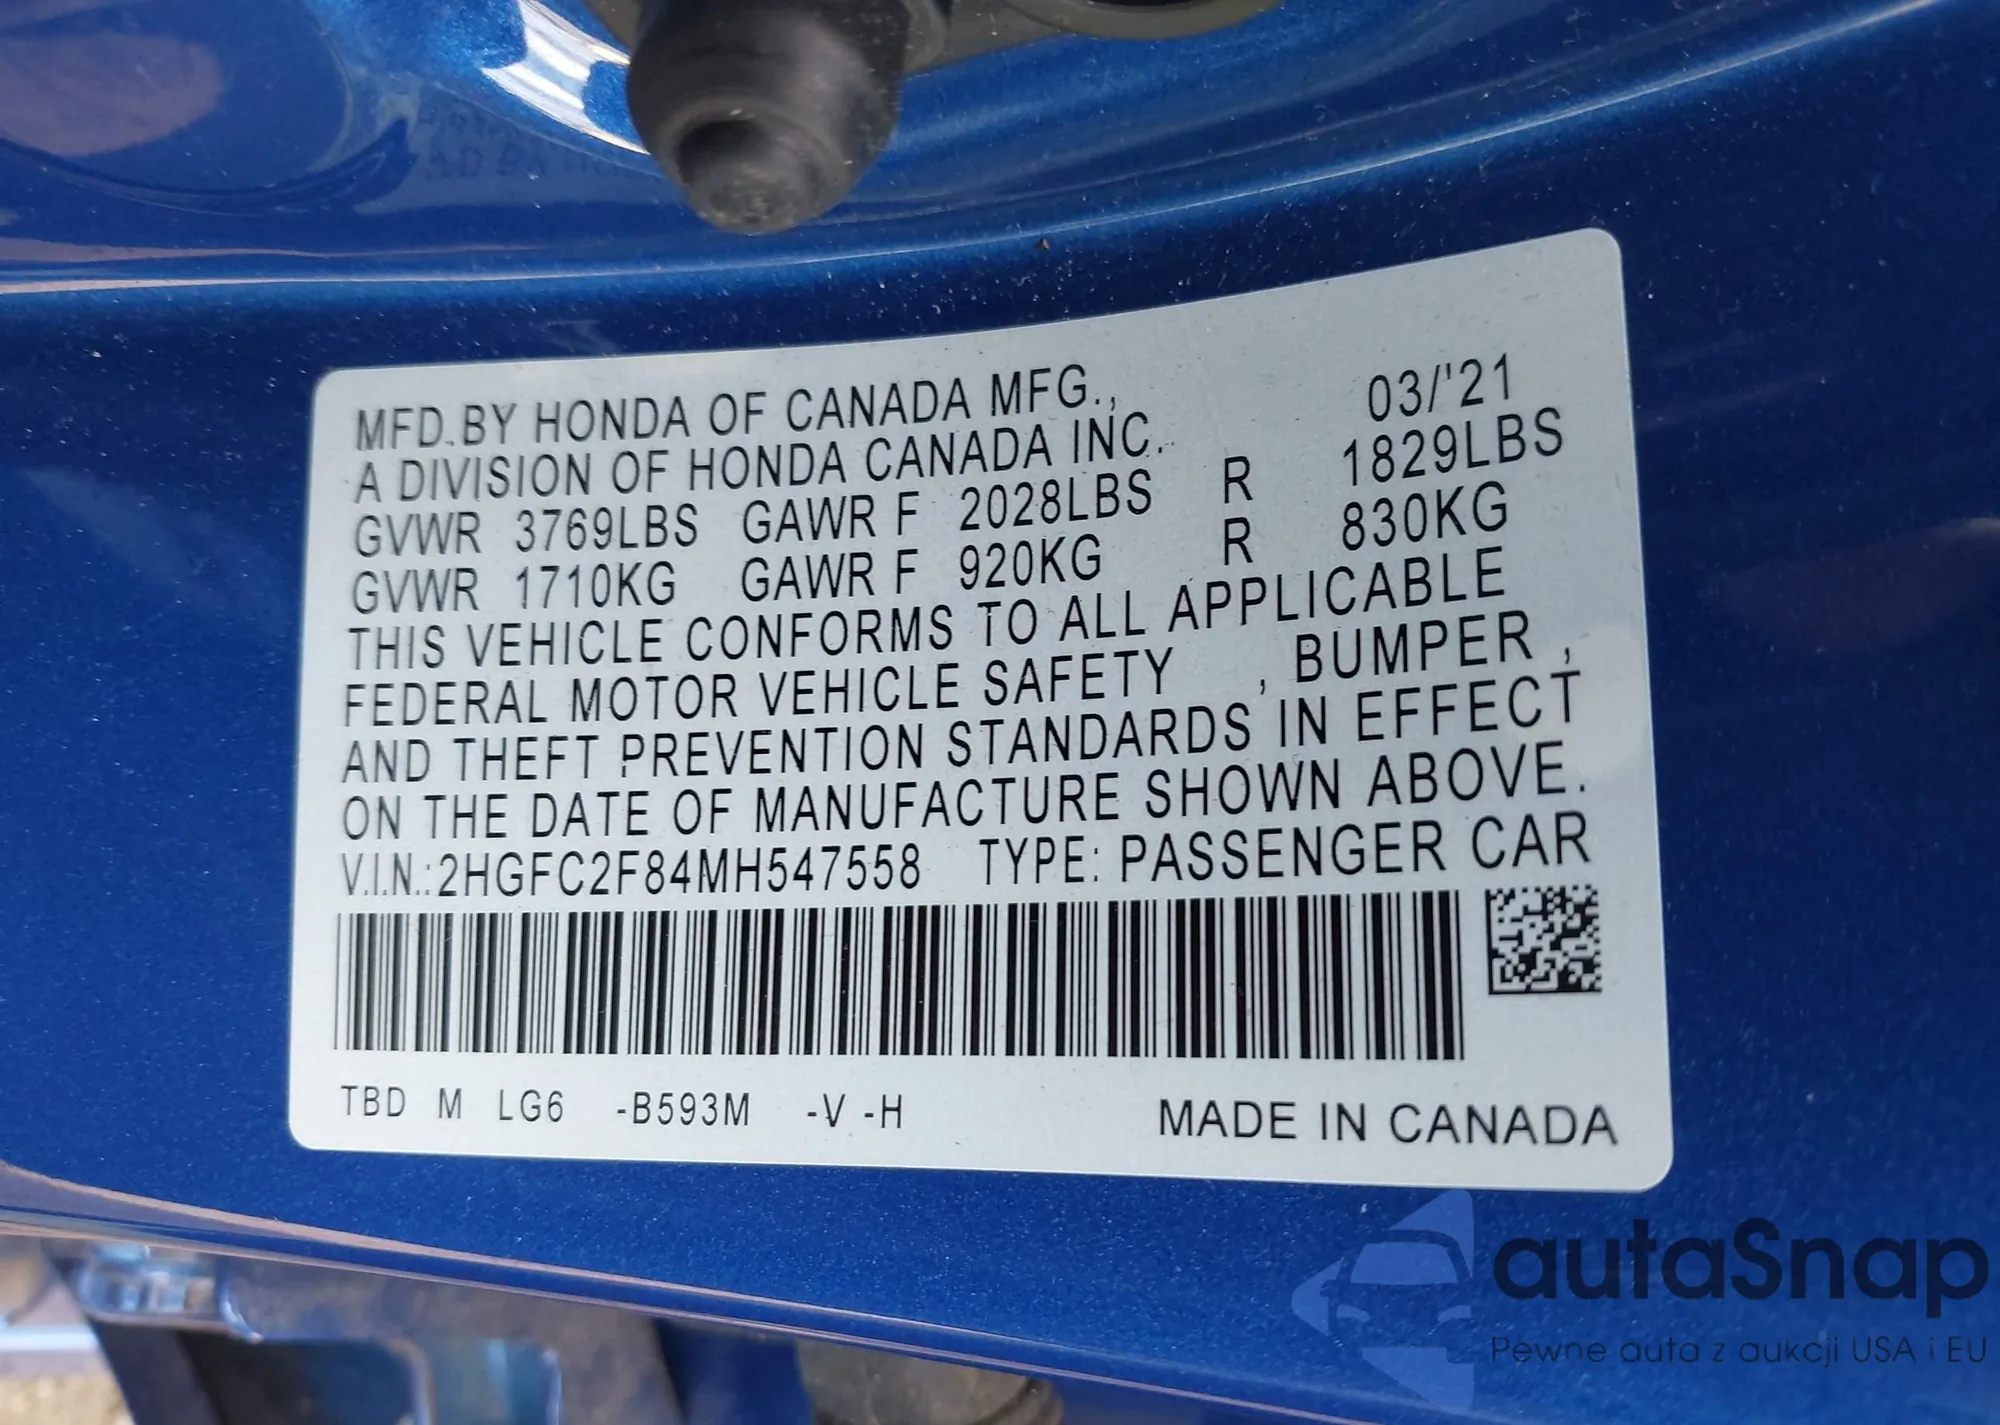 MFD.BY HONDA OF CANADA MFG., 03/'21
A DIVISION OF HONDA CANADA INC.
GVWR 3769LBS GAWR F 2028LBS R 1829LBS
GVWR 1710KG GAWR F 920KG R 830KG
THIS VEHICLE CONFORMS TO ALL APPLICABLE
FEDERAL MOTOR VEHICLE SAFETY , BUMPER ,
AND THEFT PREVENTION STANDARDS IN EFFECT
ON THE DATE OF MANUFACTURE SHOWN ABOVE.
V.I.N.:2HGFC2F84MH547558 TYPE: PASSENGER CAR
TBD M LG6 -B593M -V -H MADE IN CANADA
autaSnap
Pewne auta z aukcji USA i EU